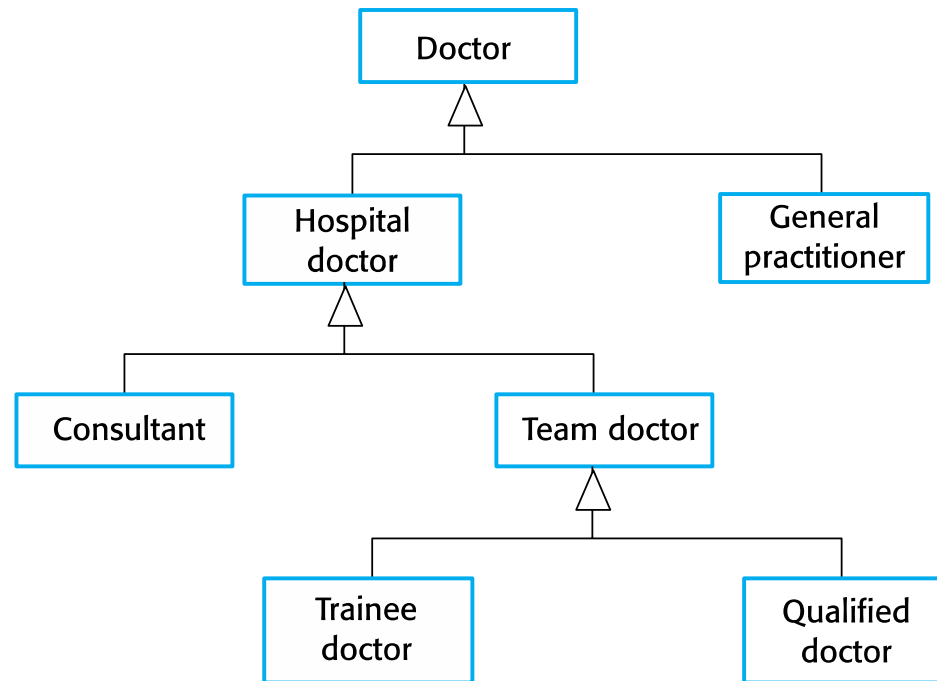 Doctor
Hospital
doctor
General
practitioner
Consultant
Team doctor
Trainee
doctor
Qualified
doctor